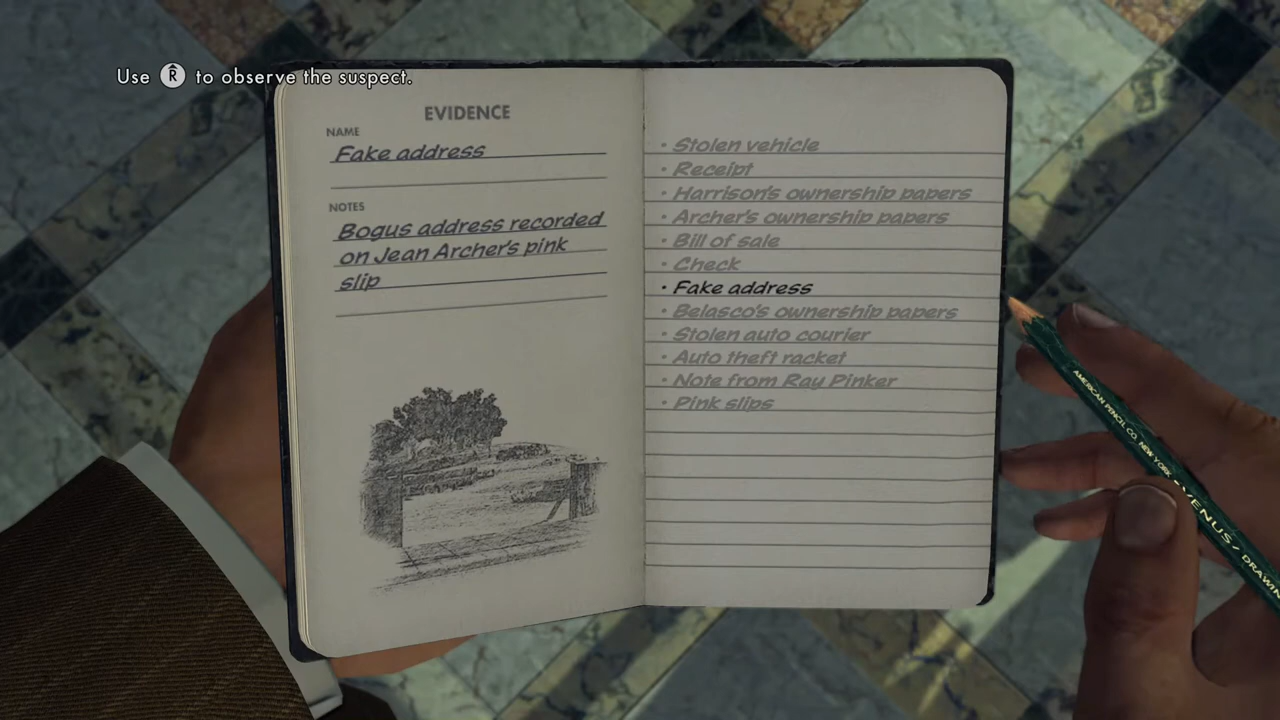 Use R to observe the suspect.
EVIDENCE
NAME
Fake address
NOTES
Bogus address recorded
on Jean Archer's pink
slip
• Stolen vehicle
• Receipt
• Harrison's ownership papers
• Archer's ownership papers
• Bill of sale
• Check
• Fake address
• Belasco's ownership papers
• Stolen auto courier
• Auto theft racket
• Note from Ray Pinker
• Pink slips
AMERICAN PENCIL CO. NEW YORK VENUS / DRAWIN